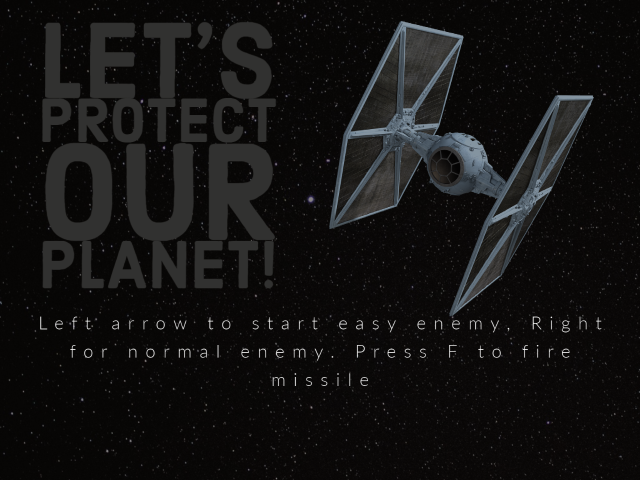 LET'S
PROTECT
OUR
PLANET!
Left arrow to start easy enemy, Right
for normal enemy. Press F to fire
missile